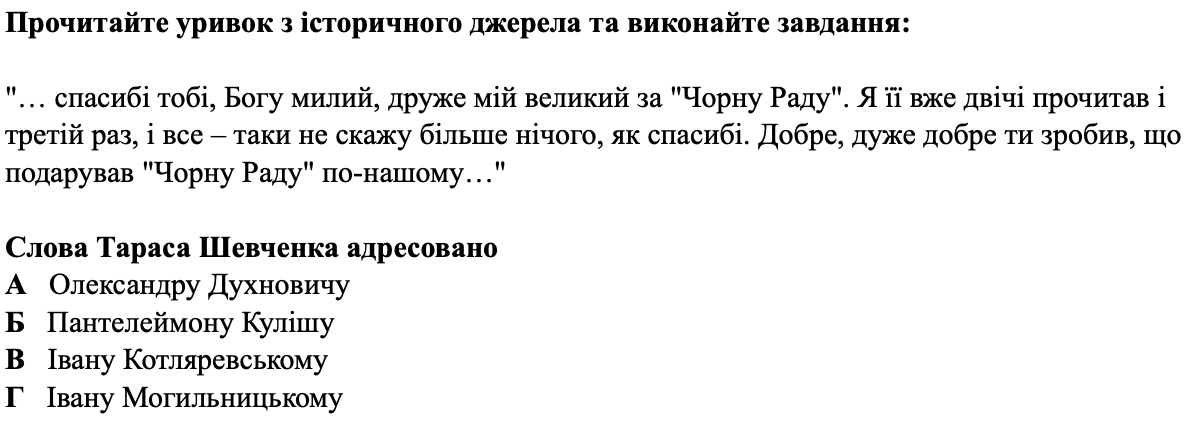 Прочитайте уривок з історичного джерела та виконайте завдання:
"… спасибі тобі, Богу милий, друже мій великий за "Чорну Раду". Я її вже двічі прочитав і
третій раз, і все – таки не скажу більше нічого, як спасибі. Добре, дуже добре ти зробив, що
подарував "Чорну Раду" по-нашому…"
Слова Тараса Шевченка адресовано
А Олександру Духновичу
Б Пантелеймону Кулішу
В Івану Котляревському
Г Івану Могильницькому